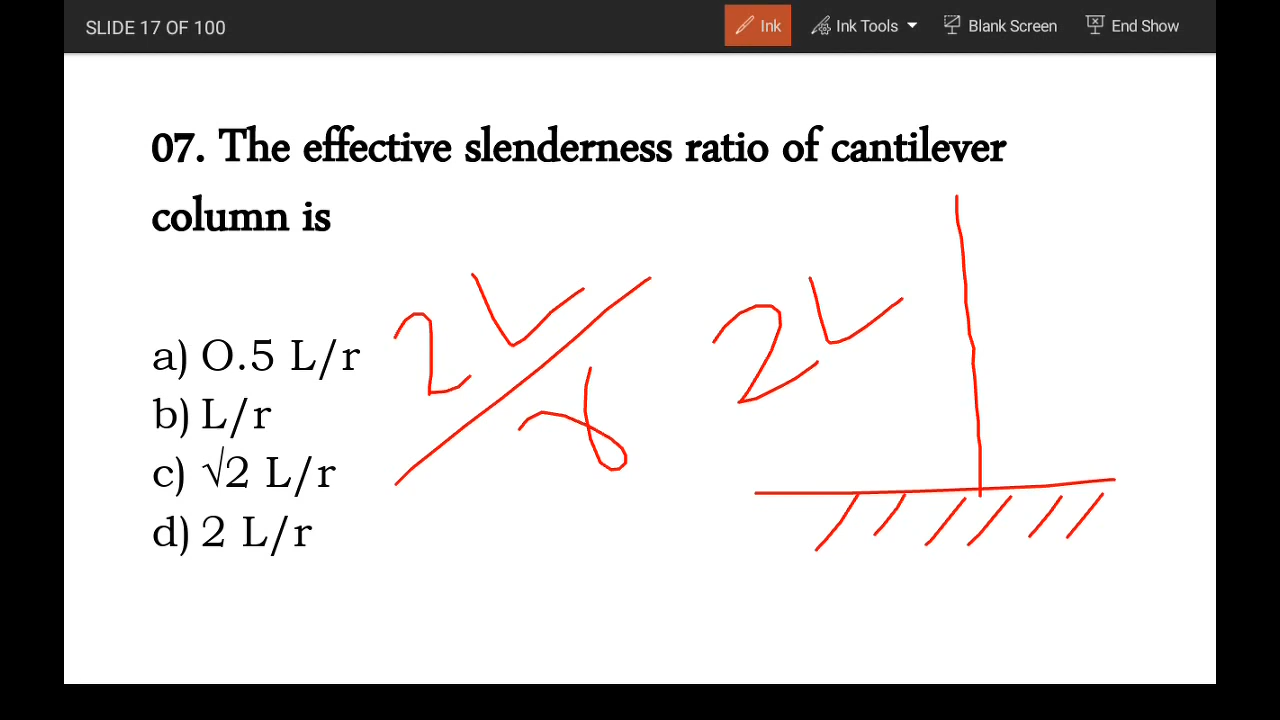 SLIDE 17 OF 100
Ink
Ink Tools
Blank Screen
End Show
07. The effective slenderness ratio of cantilever
column is
a) O.5 L/r
b) L/r
c) √2 L/r
d) 2 L/r
2L/r
2L